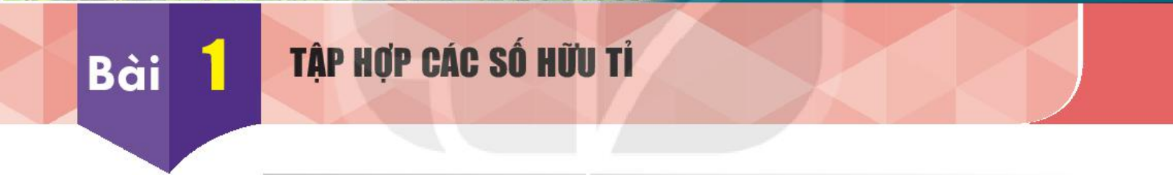 Bài 1
TẬP HỢP CÁC SỐ HỮU TỈ